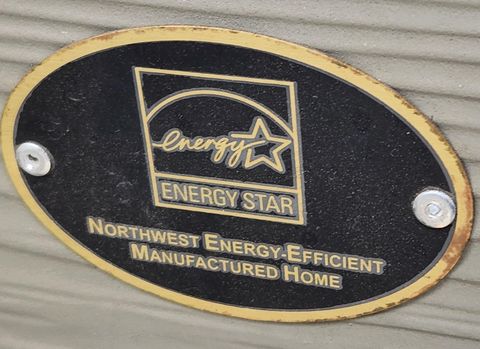 energy
ENERGY STAR
NORTHWEST ENERGY-EFFICIENT
MANUFACTURED HOME